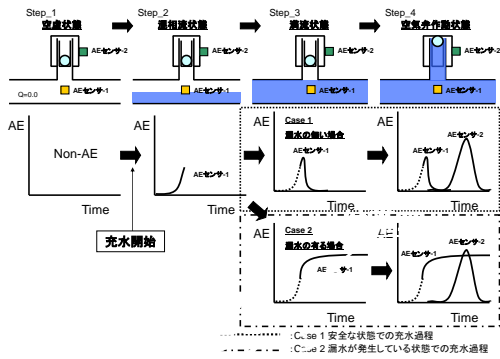 Step_1
空虚状態
Step_2
混相流状態
Step_3
満流状態
Step_4
空気弁作動状態
AEセンサ-2
AEセンサ-2
AEセンサ-2
AEセンサ-2
Q=0.0
AEセンサ-1
AEセンサ-1
AEセンサ-1
AEセンサ-1
AE
Non-AE
Time
AE
AEセンサ-1
Time
充水開始
AE
Case 1
漏水の無い場合
AEセンサ-1
Time
AE
AEセンサ-2
AEセンサ-1
Time
AE
Case 2
漏水の有る場合
Time
AEセンサ-2
AEセンサ-1
Time
:Case 1 安全な状態での充水過程
:Case 2 漏水が発生している状態での充水過程